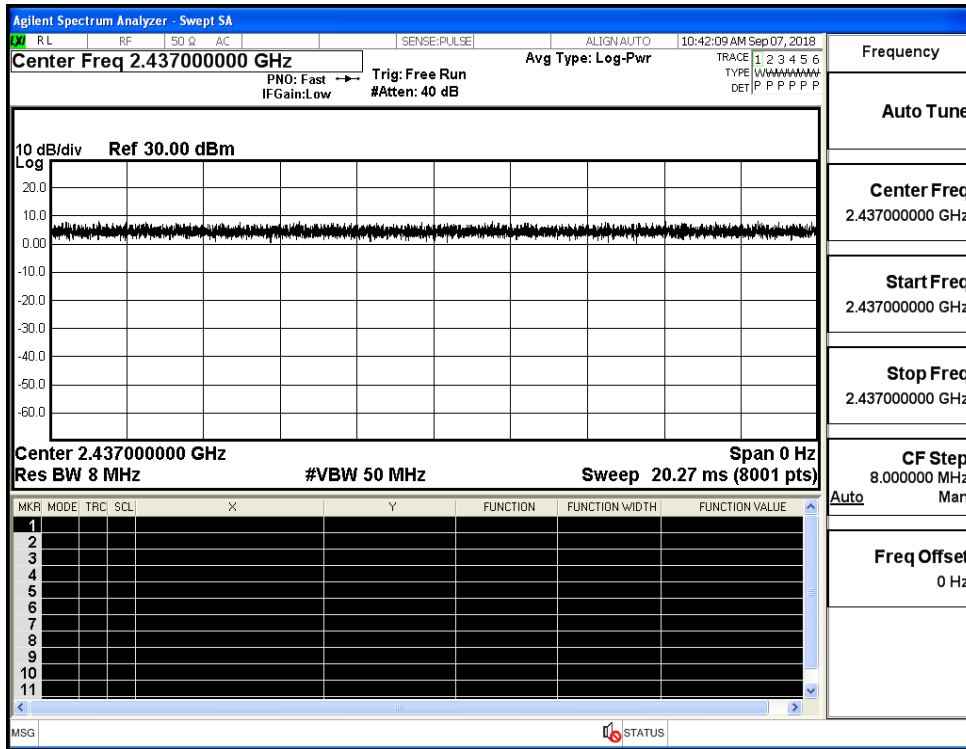 Agilent Spectrum Analyzer - Swept SA
LXI RL RF 50 Ω AC SENSE:PULSE ALIGN AUTO 10:42:09 AM Sep 07, 2018
Center Freq 2.437000000 GHz
PNO: Fast
IFGain:Low
Trig: Free Run
#Atten: 40 dB
Avg Type: Log-Pwr
TRACE 1 2 3 4 5 6
TYPE WWWWWW
DET P P P P P P
10 dB/div Ref 30.00 dBm
Log
20.0
10.0
0.00
-10.0
-20.0
-30.0
-40.0
-50.0
-60.0
Center 2.437000000 GHz Span 0 Hz
Res BW 8 MHz #VBW 50 MHz Sweep 20.27 ms (8001 pts)
MKR MODE TRC SCL X Y FUNCTION FUNCTION WIDTH FUNCTION VALUE
1
2
3
4
5
6
7
8
9
10
11
MSG STATUS
Frequency
Auto Tune
Center Freq
2.437000000 GHz
Start Freq
2.437000000 GHz
Stop Freq
2.437000000 GHz
CF Step
8.000000 MHz
Auto Man
Freq Offset
0 Hz